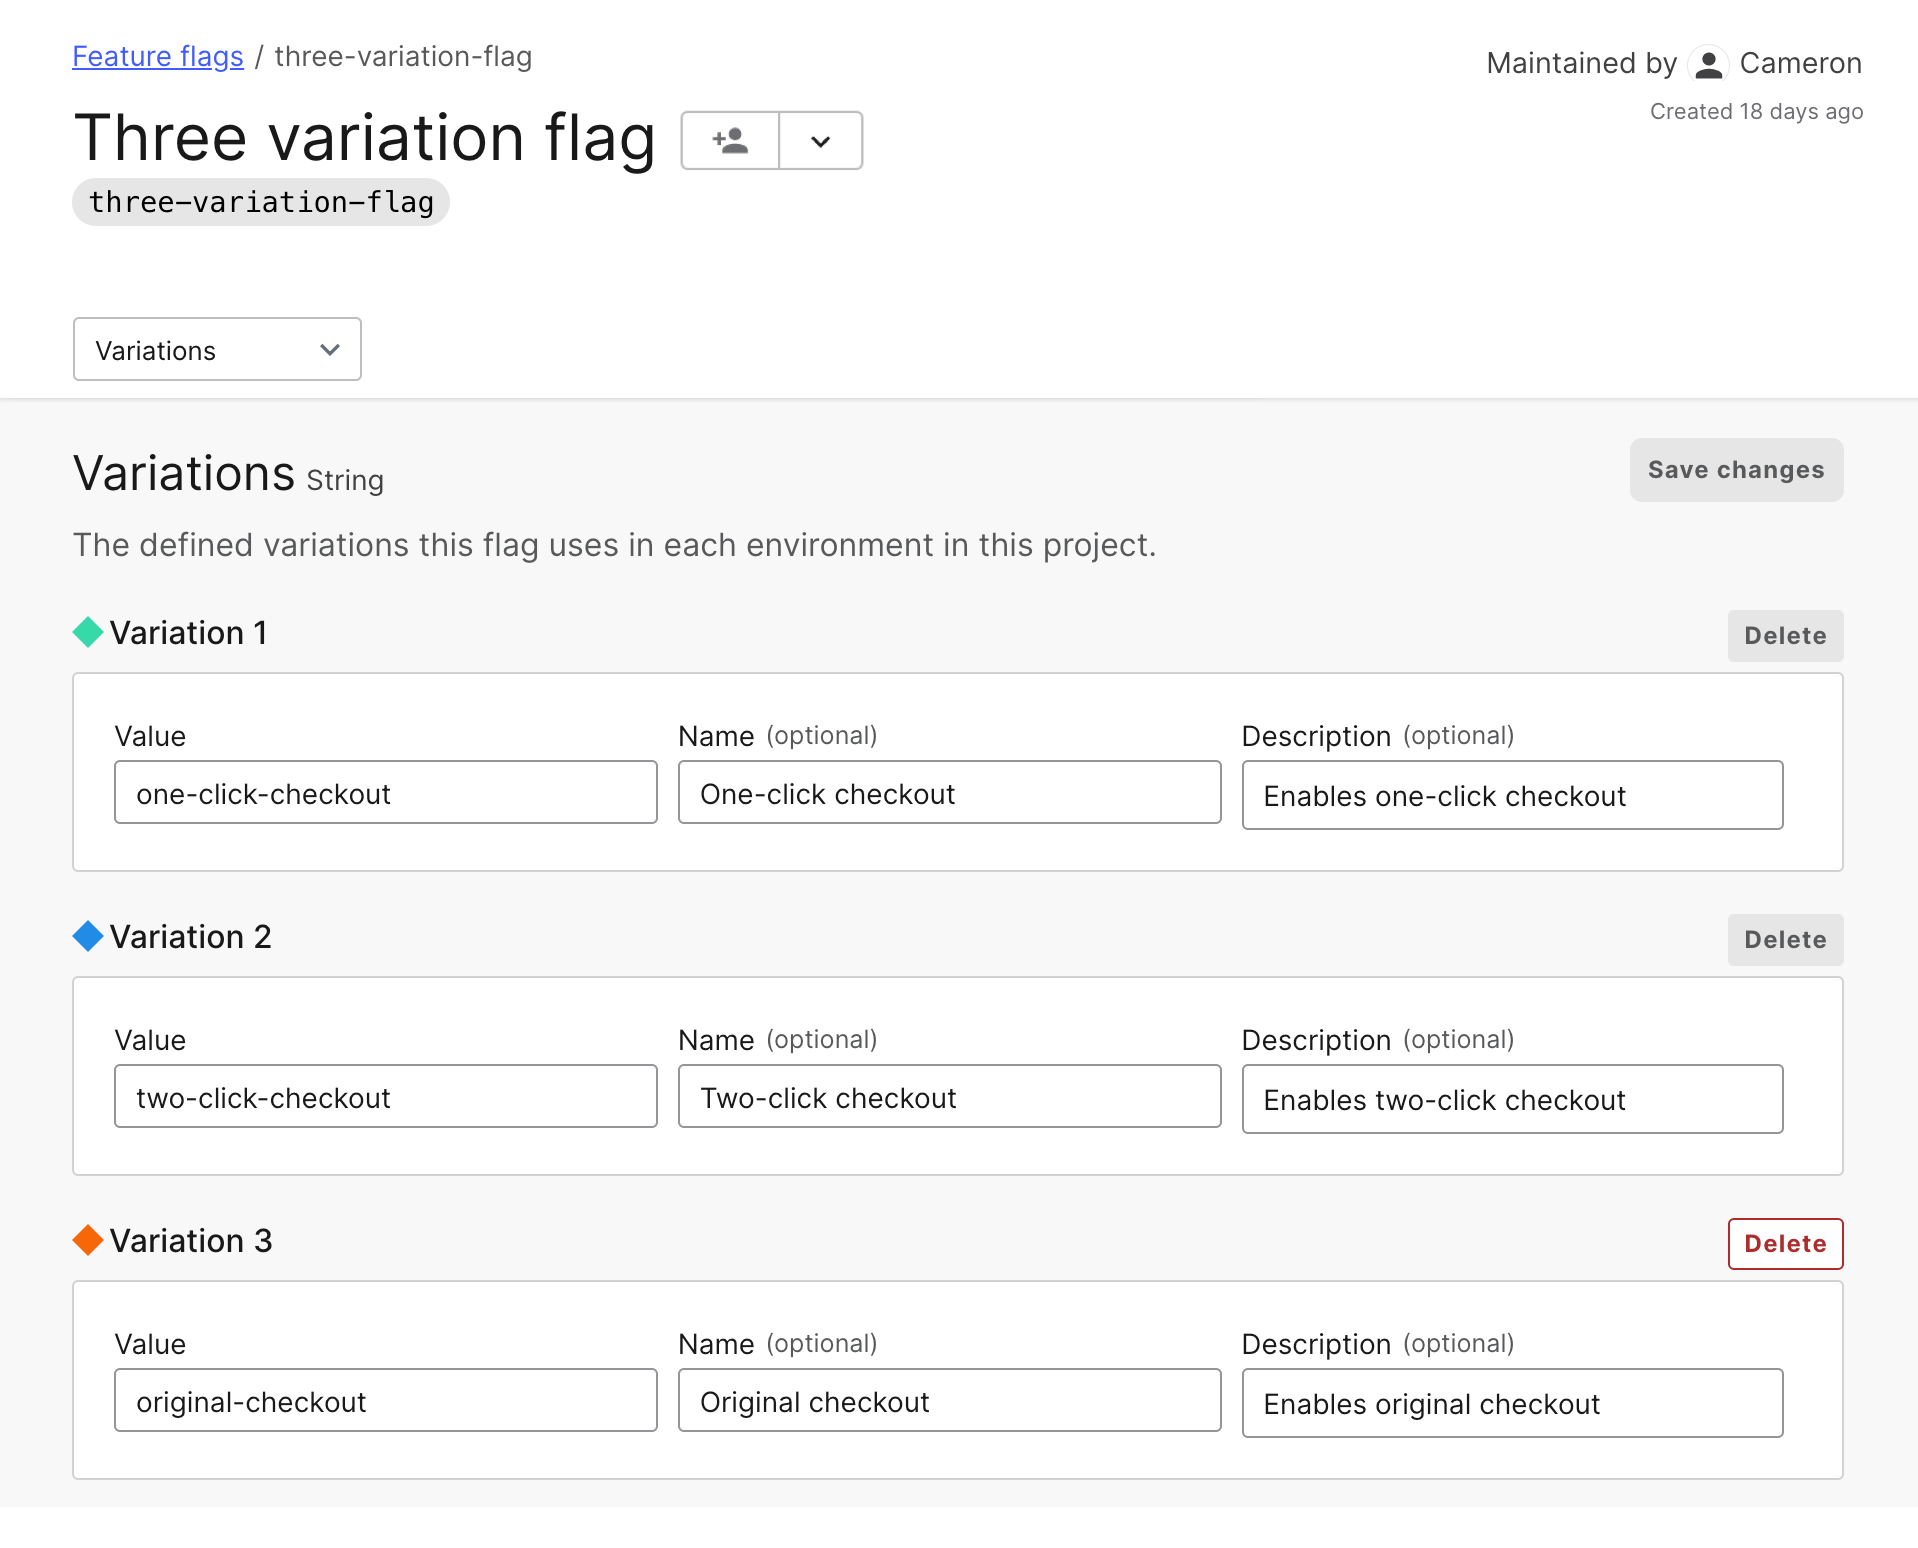 Feature flags / three-variation-flag
Maintained by Cameron
Created 18 days ago
Three variation flag
three-variation-flag
Variations
Variations String
Save changes
The defined variations this flag uses in each environment in this project.
Variation 1
Delete
Value Name (optional) Description (optional)
one-click-checkout One-click checkout Enables one-click checkout
Variation 2
Delete
Value Name (optional) Description (optional)
two-click-checkout Two-click checkout Enables two-click checkout
Variation 3
Delete
Value Name (optional) Description (optional)
original-checkout Original checkout Enables original checkout